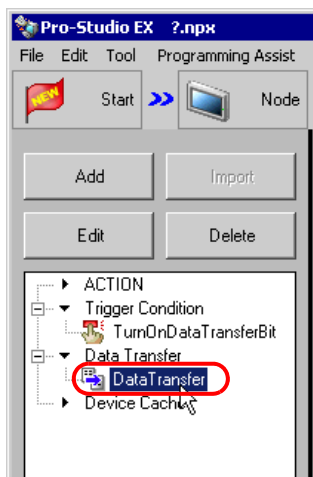 Pro-Studio EX ?.npx
File Edit Tool Programming Assist
NEW Start Node
Add Import
Edit Delete
ACTION
Trigger Condition
TurnOnDataTransferBit
Data Transfer
DataTransfer
Device Cache